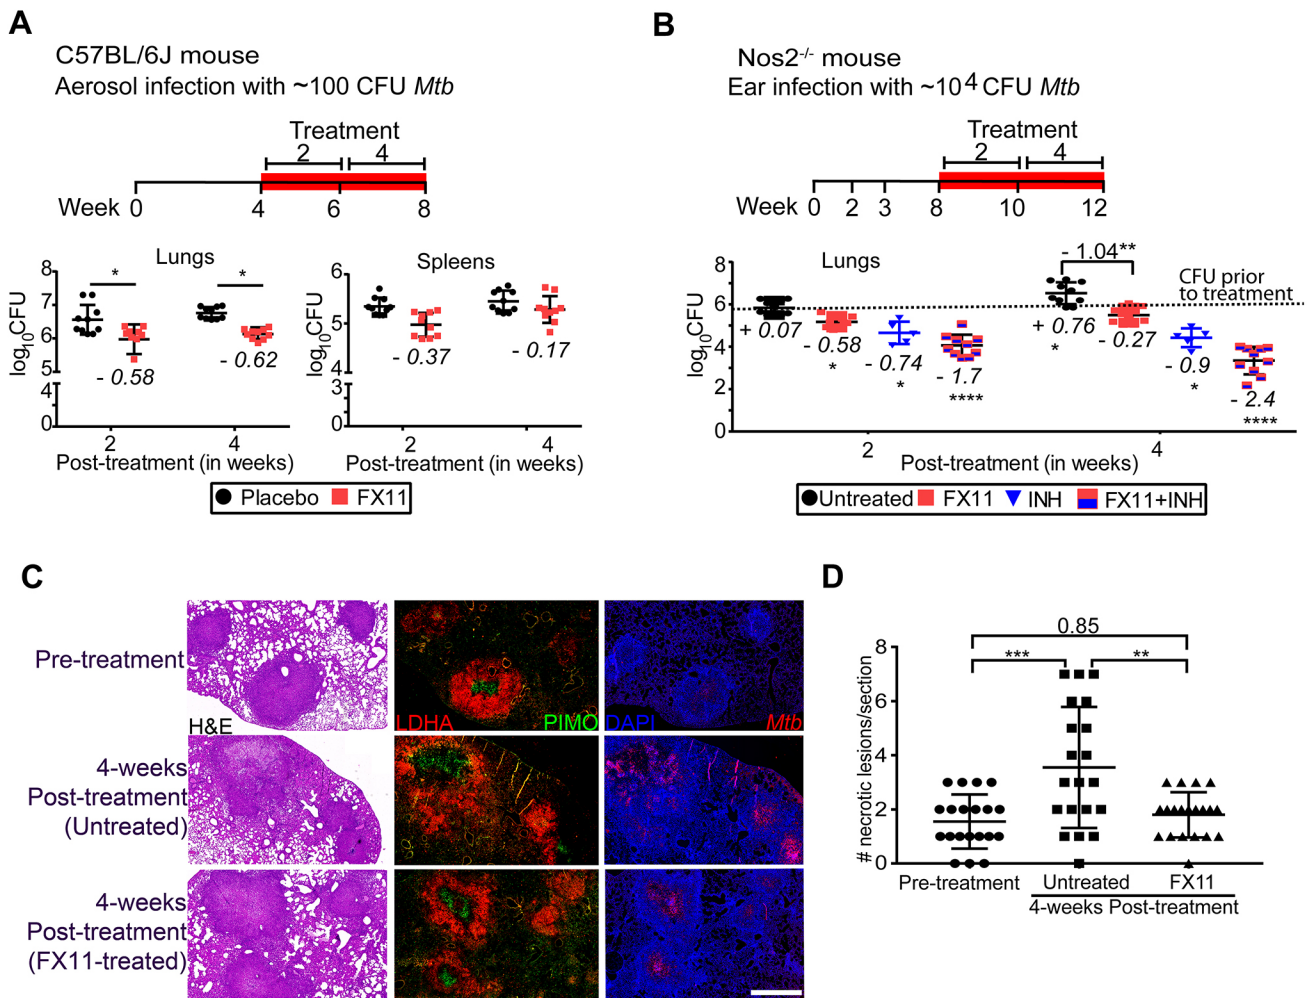 A
C57BL/6J mouse
Aerosol infection with ~100 CFU Mtb
Treatment
2 4
Week 0 4 6 8
Lungs
Spleens
log10CFU
8
7
6
5
4
0
* *
- 0.58
- 0.62
2 4
Post-treatment (in weeks)
log10CFU
6
5
4
3
0
- 0.37
- 0.17
2 4
Post-treatment (in weeks)
Placebo FX11
B
Nos2-/- mouse
Ear infection with ~10 4 CFU Mtb
Treatment
2 4
Week 0 2 3 8 10 12
Lungs
log10CFU
8
6
4
2
0
- 1.04**
CFU prior
to treatment
+ 0.07
- 0.58
*
- 0.74
*
- 1.7
****
+ 0.76
*
- 0.27
- 0.9
*
- 2.4
****
2 4
Post-treatment (in weeks)
Untreated FX11 INH FX11+INH
C
Pre-treatment
H&E
LDHA
PIMO
DAPI
Mtb
4-weeks
Post-treatment
(Untreated)
4-weeks
Post-treatment
(FX11-treated)
D
# necrotic lesions/section
8
6
4
2
0
0.85
*** **
Pre-treatment Untreated FX11
4-weeks Post-treatment